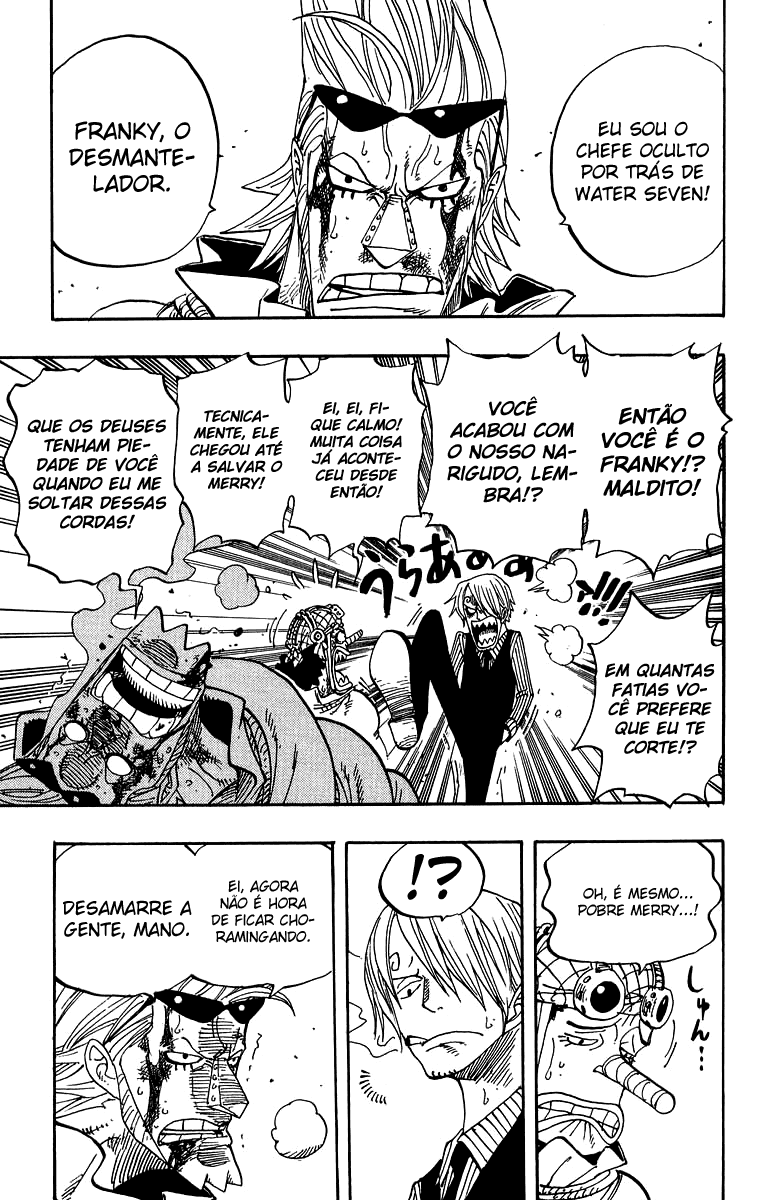 EU SOU O
CHEFE OCULTO
POR TRÁS DE
WATER SEVEN!
FRANKY, O
DESMANTE-
LADOR.
ENTÃO
VOCÊ É O
FRANKY!?
MALDITO!
VOCÊ
ACABOU COM
O NOSSO NA-
RIGUDO, LEM-
BRA!?
EI, EI, FI-
QUE CALMO!
MUITA COISA
JÁ ACONTE-
CEU DESDE
ENTÃO!
TECNICA-
MENTE, ELE
CHEGOU ATÉ
A SALVAR O
MERRY!
QUE OS DEUSES
TENHAM PIE-
DADE DE VOCÊ
QUANDO EU ME
SOLTAR DESSAS
CORDAS!
うらあのの
!!!!
EM QUANTAS
FATIAS VO-
CÊ PREFERE
QUE EU TE
CORTE!?
OH, É MESMO...
POBRE MERRY...!
しゅん...
!?
EI, AGORA
NÃO É HORA
DE FICAR CHO-
RAMINGANDO.
DESAMARRE A
GENTE, MANO.